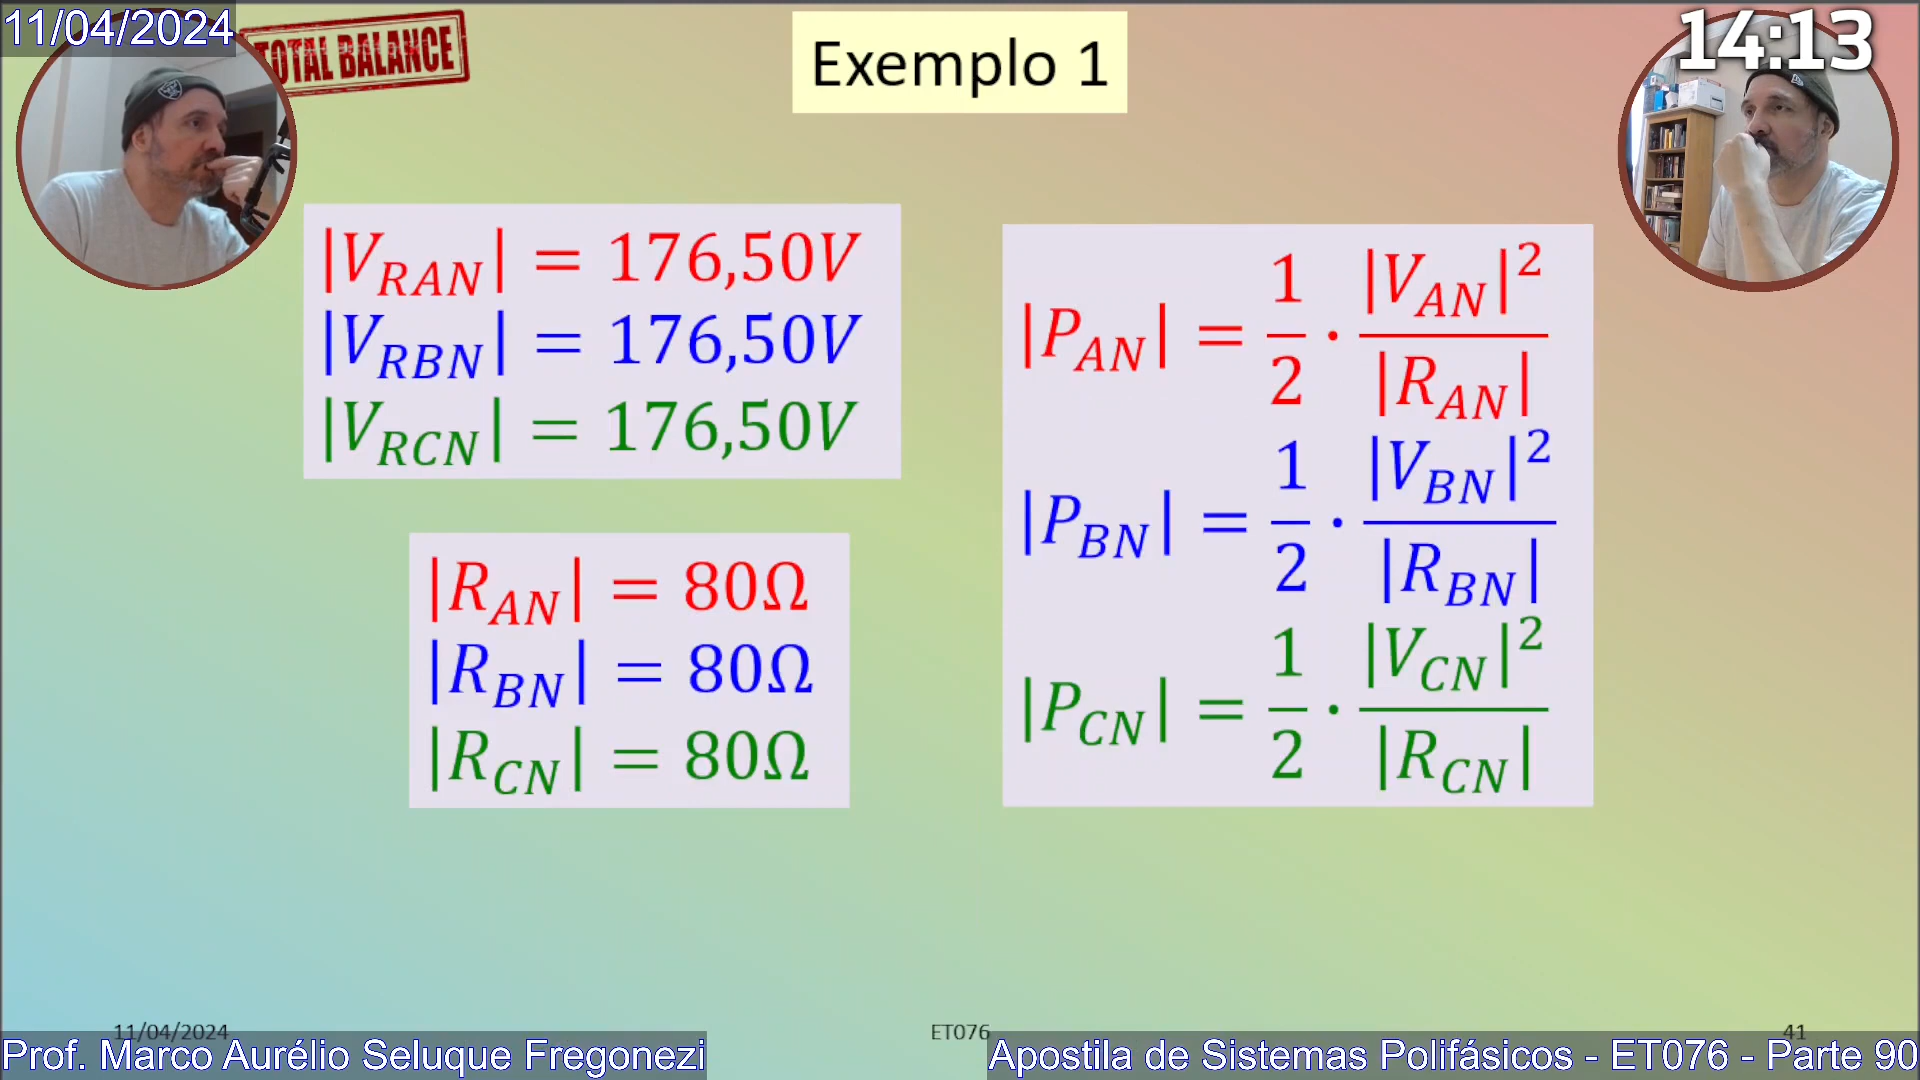 11/04/2024
TOTAL BALANCE
Exemplo 1
14:13
|V_RAN| = 176,50V
|V_RBN| = 176,50V
|V_RCN| = 176,50V
|R_AN| = 80Ω
|R_BN| = 80Ω
|R_CN| = 80Ω
|P_AN| = 1/2 · |V_AN|²/|R_AN|
|P_BN| = 1/2 · |V_BN|²/|R_BN|
|P_CN| = 1/2 · |V_CN|²/|R_CN|
11/04/2024
ET076
41
Prof. Marco Aurélio Seluque Fregonezi
Apostila de Sistemas Polifásicos - ET076 - Parte 90